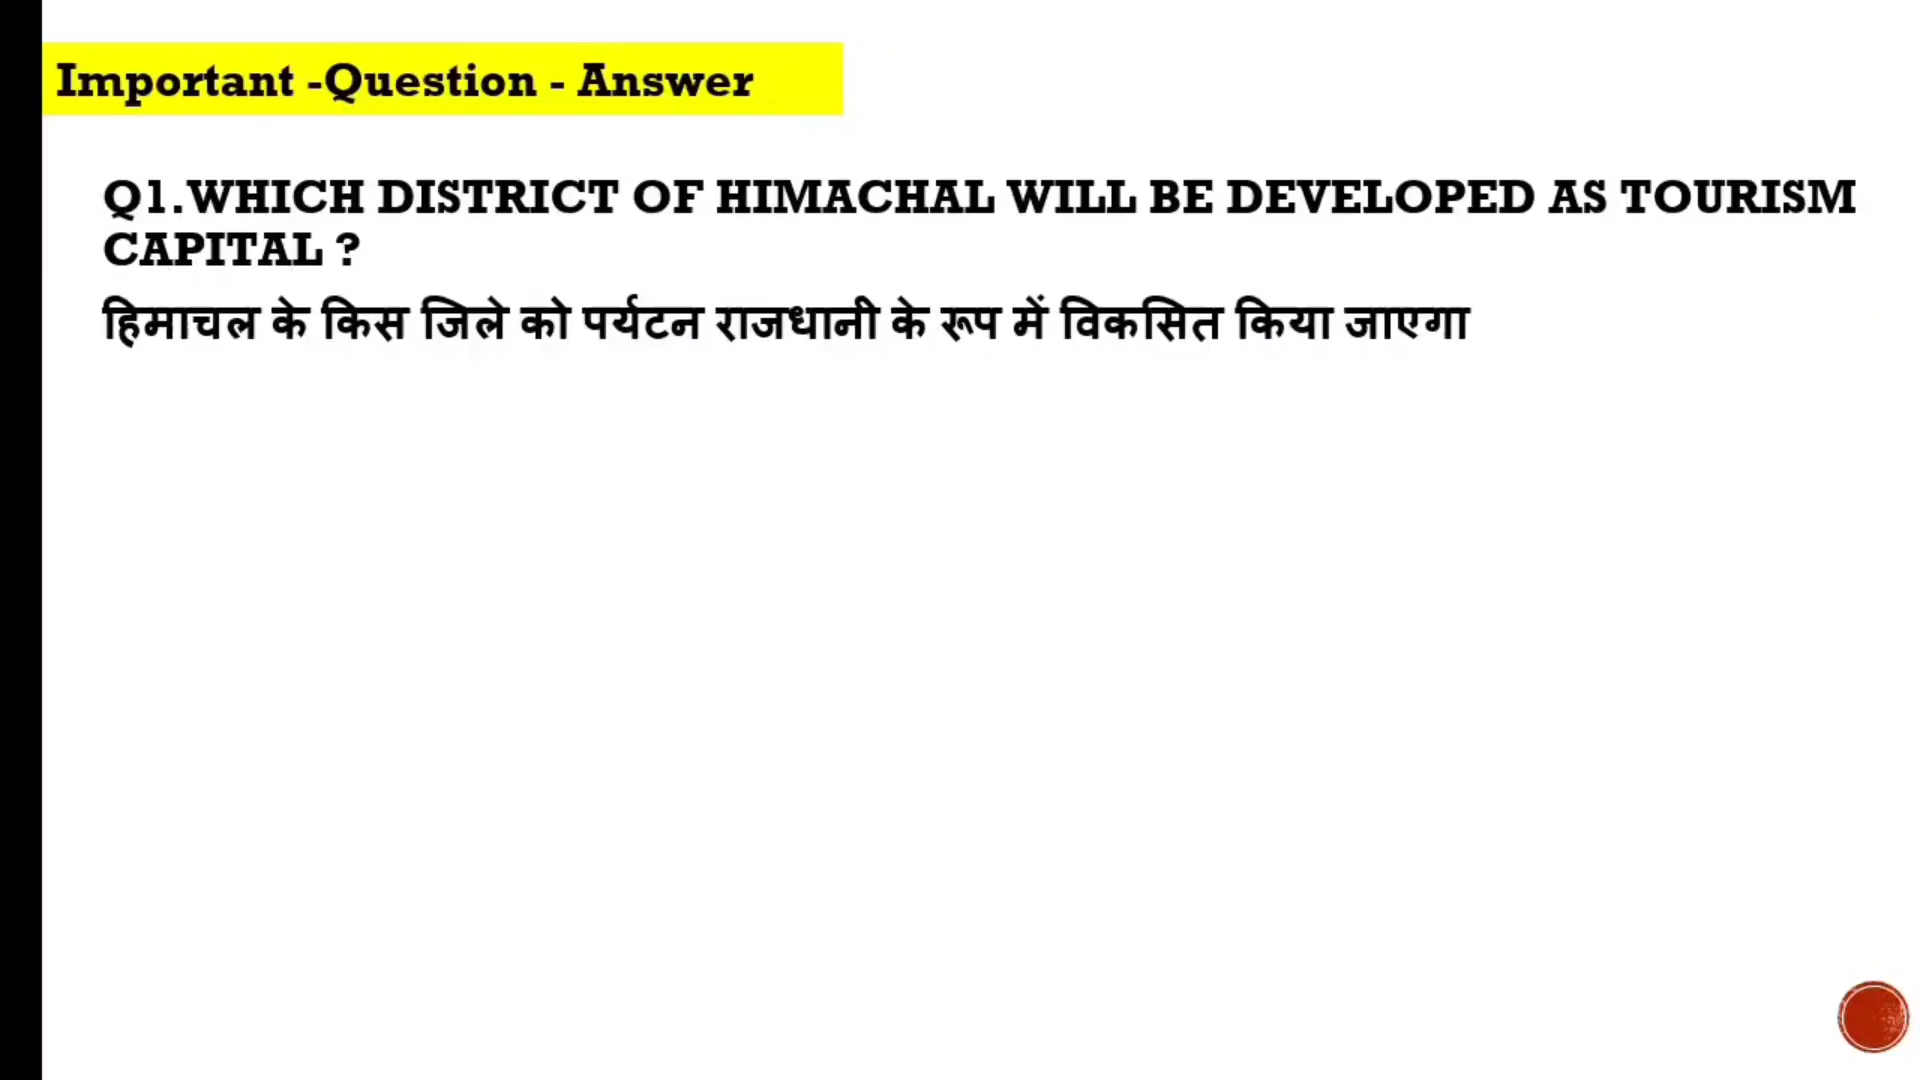 Important -Question - Answer
Q1.WHICH DISTRICT OF HIMACHAL WILL BE DEVELOPED AS TOURISM
CAPITAL ?
हिमाचल के किस जिले को पर्यटन राजधानी के रूप में विकसित किया जाएगा